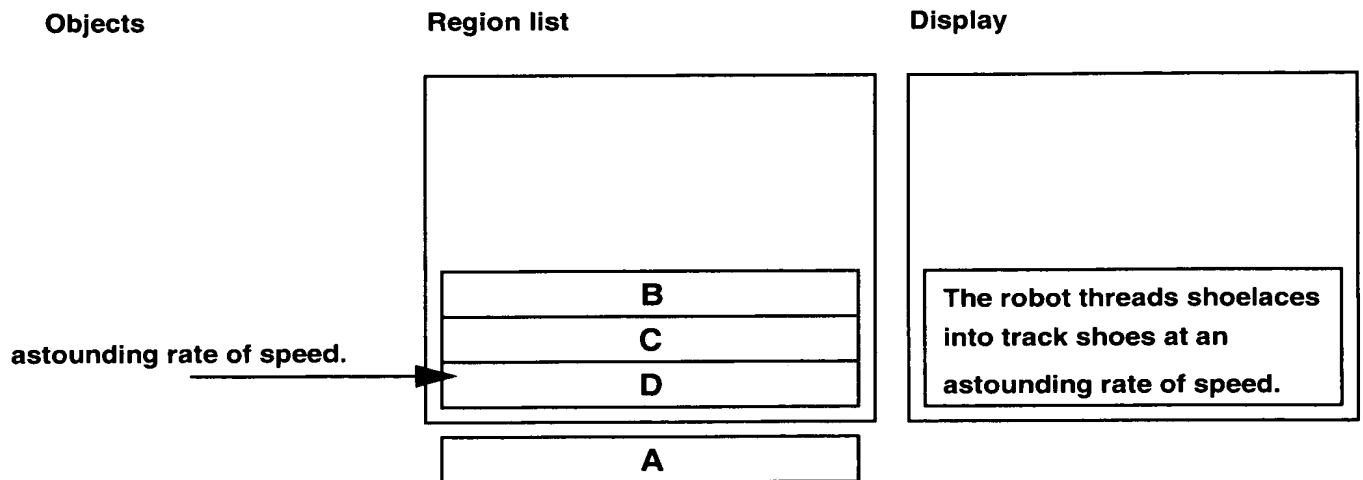 Objects
Region list
Display
B
C
D
A
astounding rate of speed.
The robot threads shoelaces
into track shoes at an
astounding rate of speed.